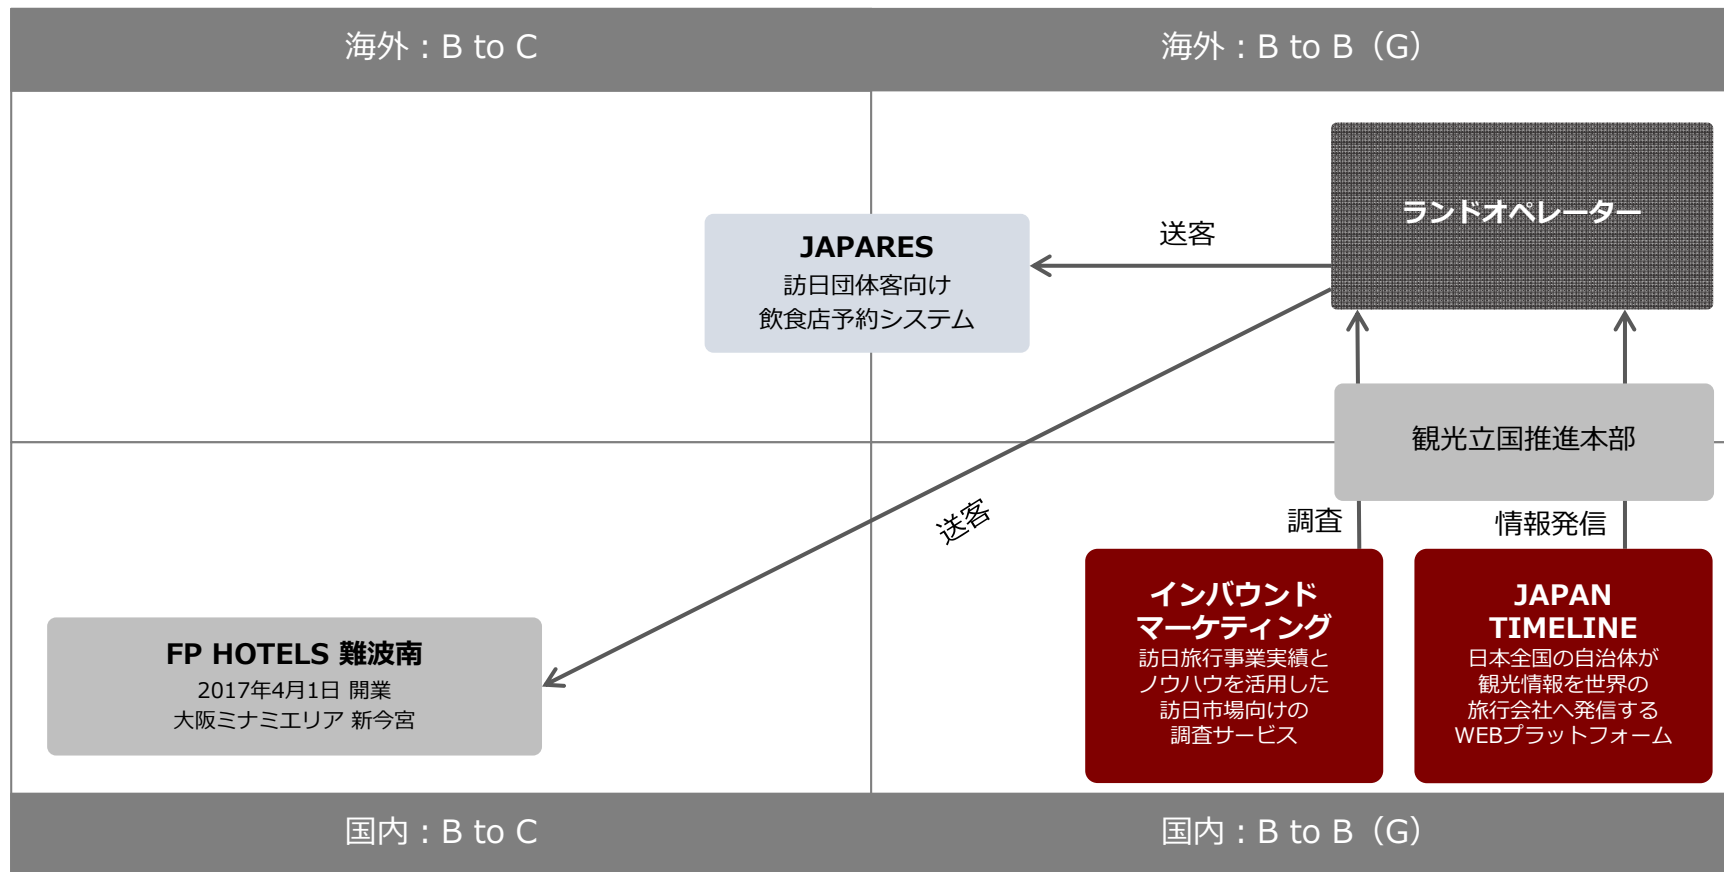 海外：B to C
海外：B to B（G）
ランドオペレーター
送客
JAPARES
訪日団体客向け
飲食店予約システム
観光立国推進本部
送客
調査
情報発信
インバウンド
マーケティング
訪日旅行事業実績と
ノウハウを活用した
訪日市場向けの
調査サービス
JAPAN
TIMELINE
日本全国の自治体が
観光情報を世界の
旅行会社へ発信する
WEBプラットフォーム
FP HOTELS 難波南
2017年4月1日 開業
大阪ミナミエリア 新今宮
国内：B to C
国内：B to B（G）